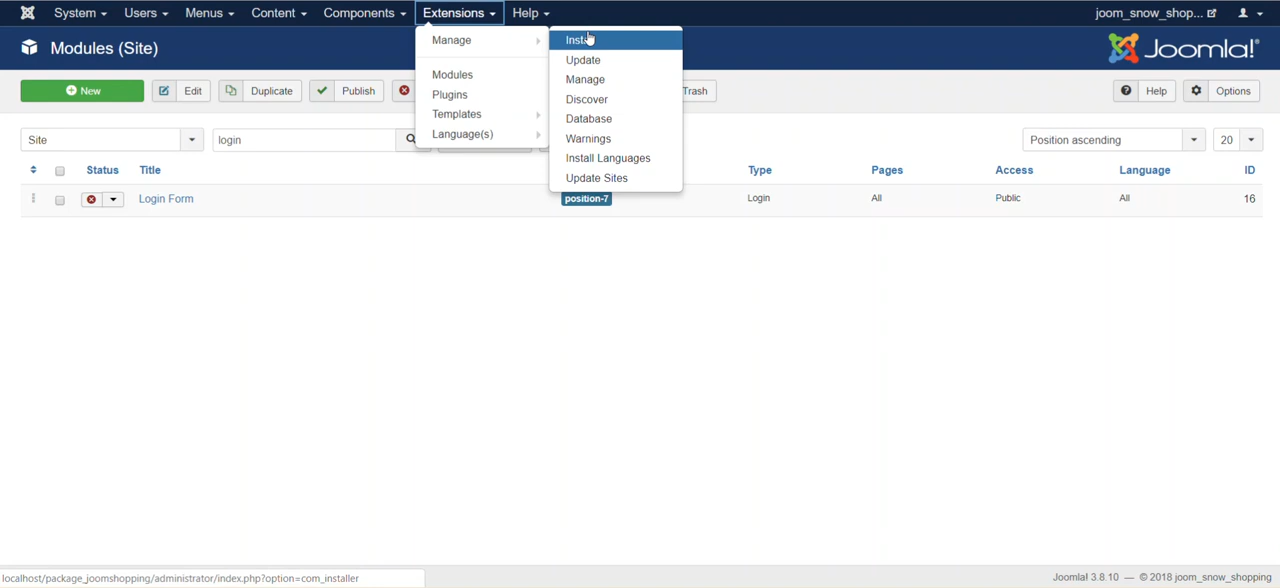 System Users Menus Content Components Extensions Help joom_snow_shop...
Modules (Site) Joomla!®
Manage
Modules
Plugins
Templates
Language(s)
Install
Update
Manage
Discover
Database
Warnings
Install Languages
Update Sites
New Edit Duplicate Publish Trash Help Options
Site login Position ascending 20
Status Title Type Pages Access Language ID
Login Form position-7 Login All Public All 16
localhost/package_joomshopping/administrator/index.php?option=com_installer
Joomla! 3.8.10 — © 2018 joom_snow_shopping